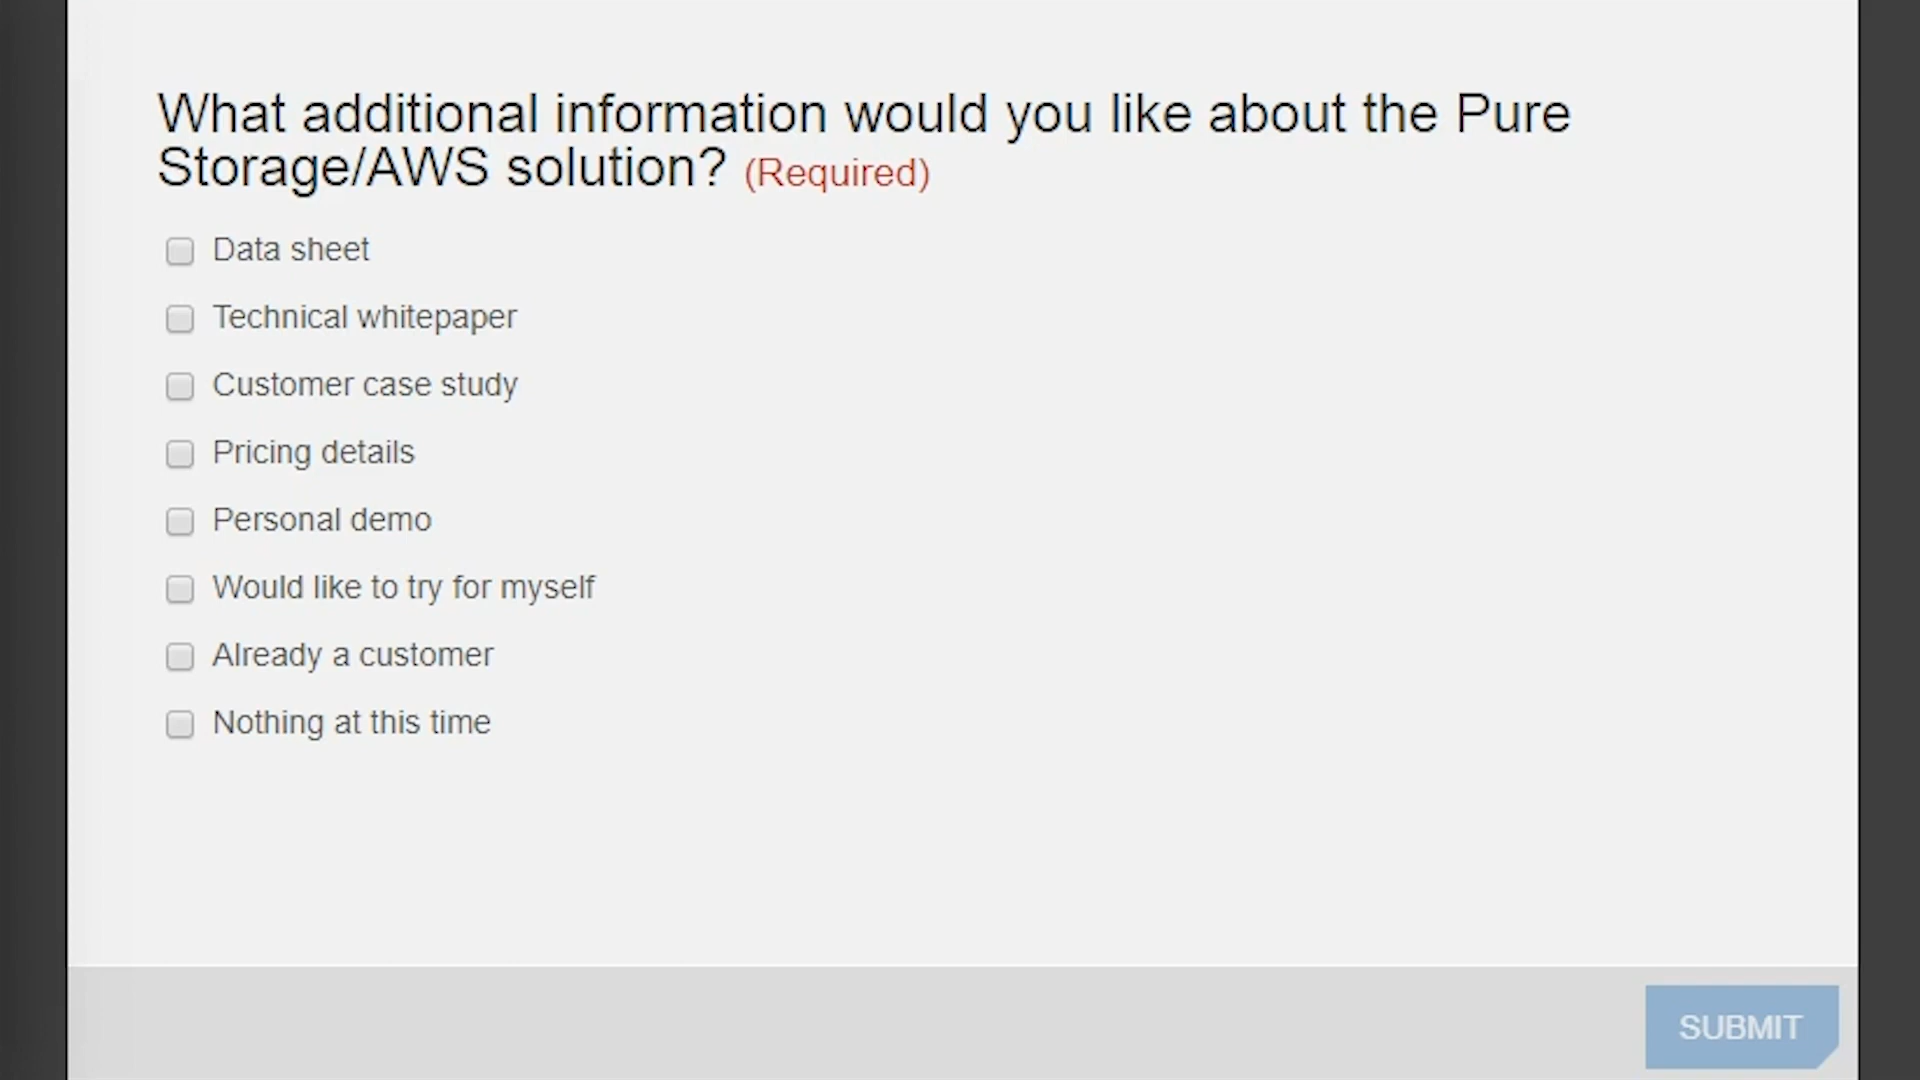 What additional information would you like about the Pure
Storage/AWS solution? (Required)
Data sheet
Technical whitepaper
Customer case study
Pricing details
Personal demo
Would like to try for myself
Already a customer
Nothing at this time
SUBMIT